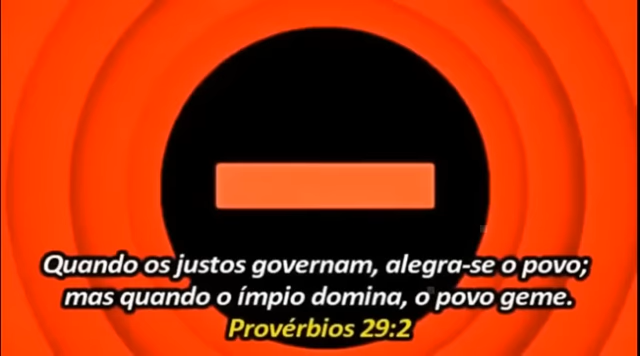 Quando os justos governam, alegra-se o povo;
mas quando o ímpio domina, o povo geme.
Provérbios 29:2